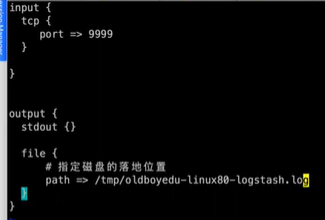 input {
tcp {
port => 9999
}
}
output {
stdout {}
file {
# 指定磁盘的落地位置
path => /tmp/oldboyedu-linux80-logstash.log
}
}